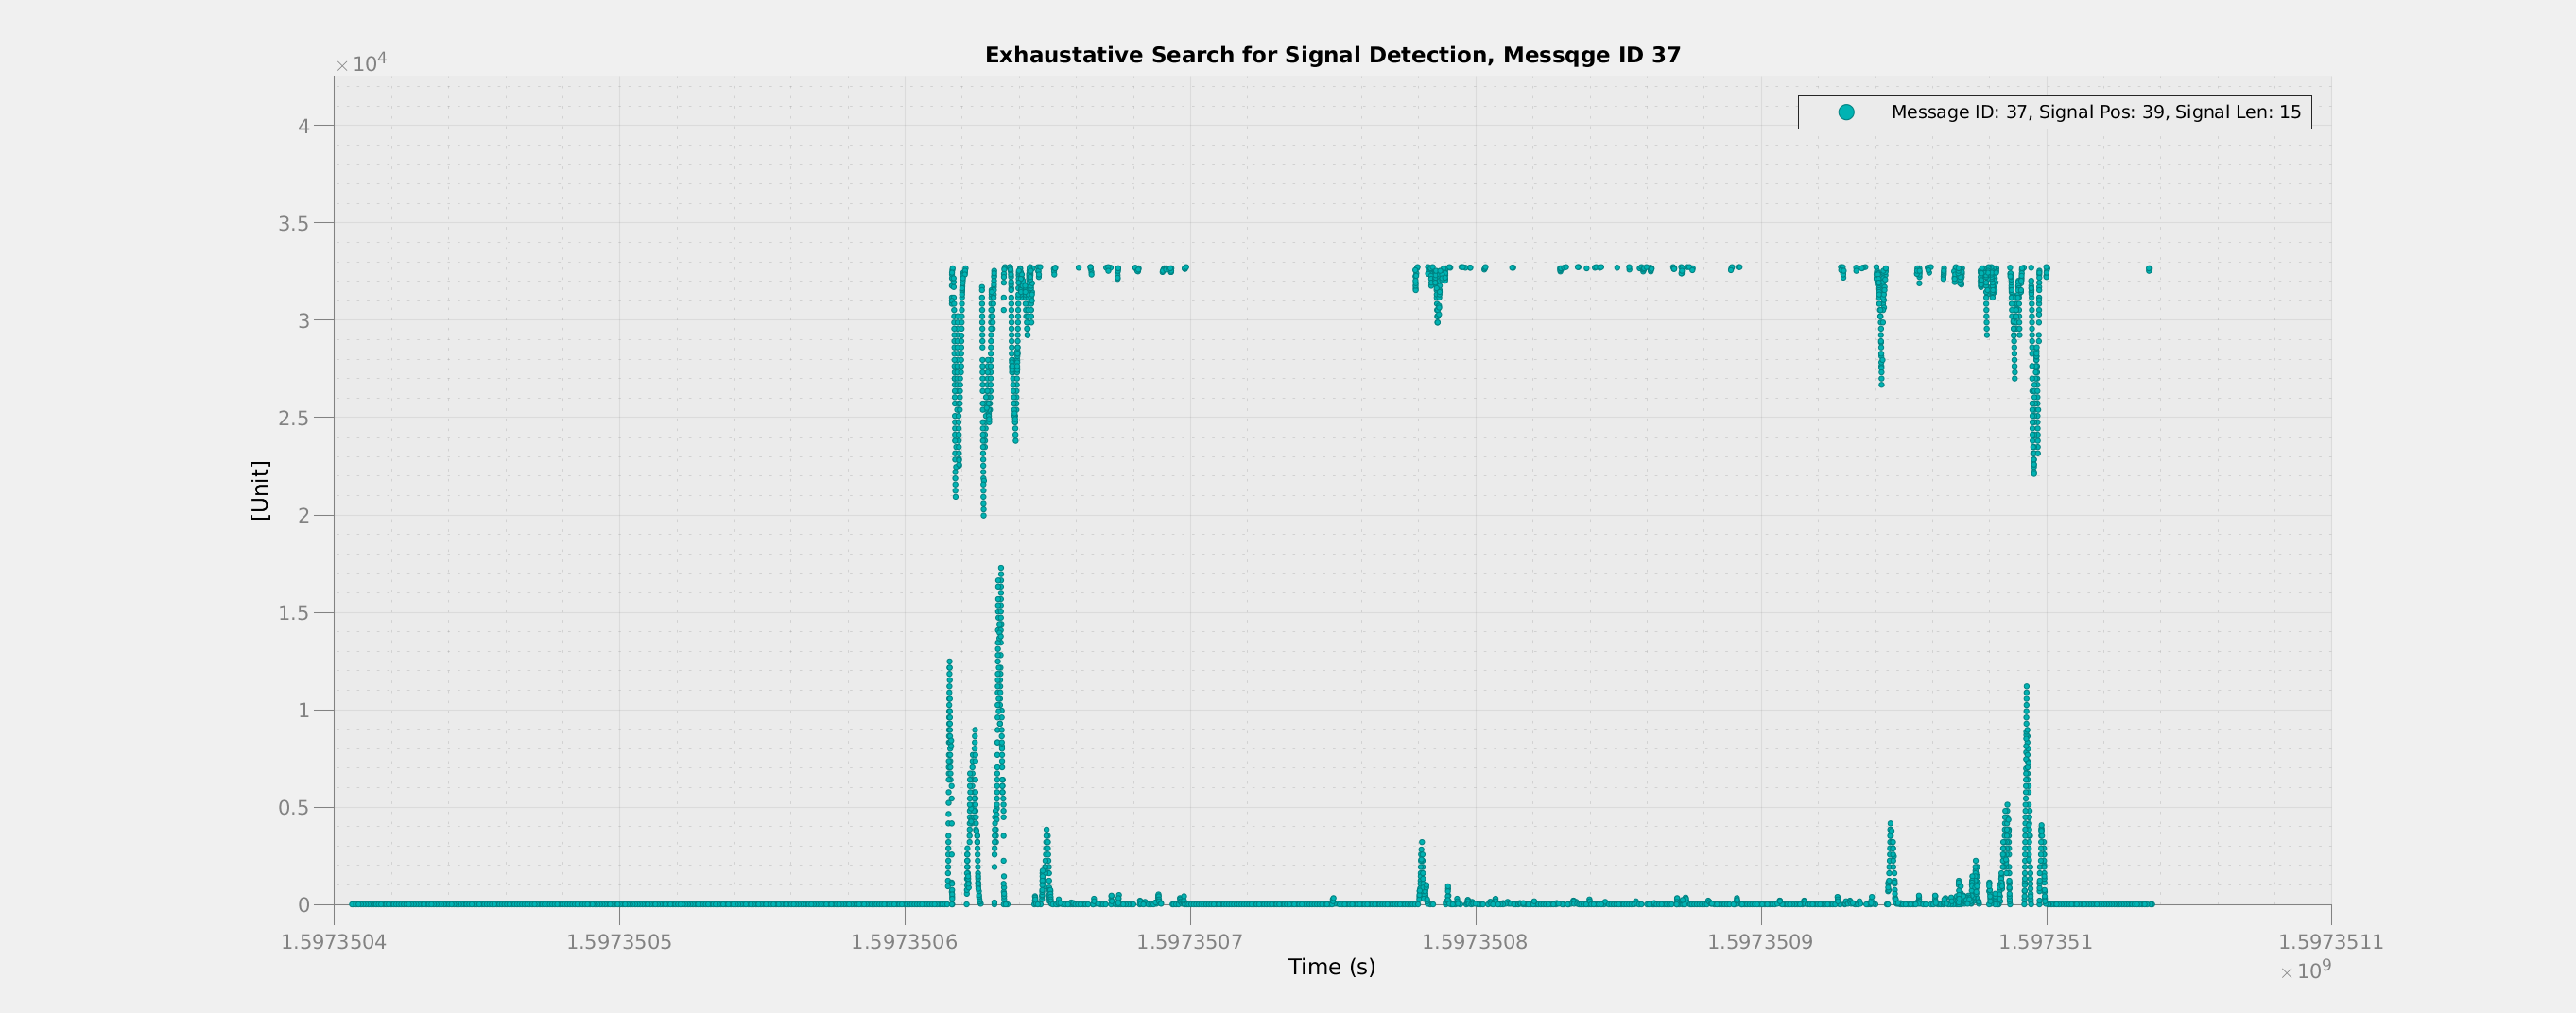 Exhaustative Search for Signal Detection, Messqge ID 37
×10⁴
Message ID: 37, Signal Pos: 39, Signal Len: 15
4
3.5
3
2.5
2
1.5
1
0.5
0
[Unit]
1.5973504 1.5973505 1.5973506 1.5973507 1.5973508 1.5973509 1.597351 1.5973511
Time (s)
×10⁹